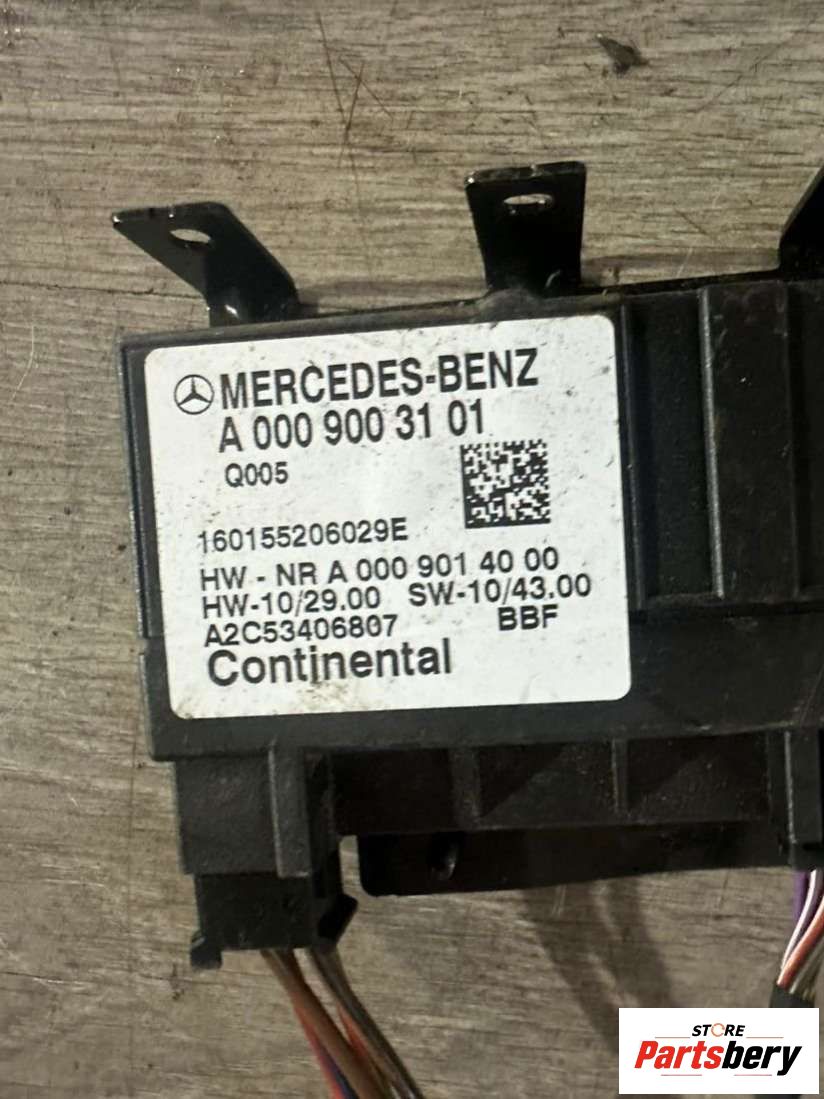 MERCEDES-BENZ
A 000 900 31 01
Q005
160155206029E
HW - NR A 000 901 40 00
HW-10/29.00 SW-10/43.00
A2C53406807 BBF
Continental
STORE
Partsbery